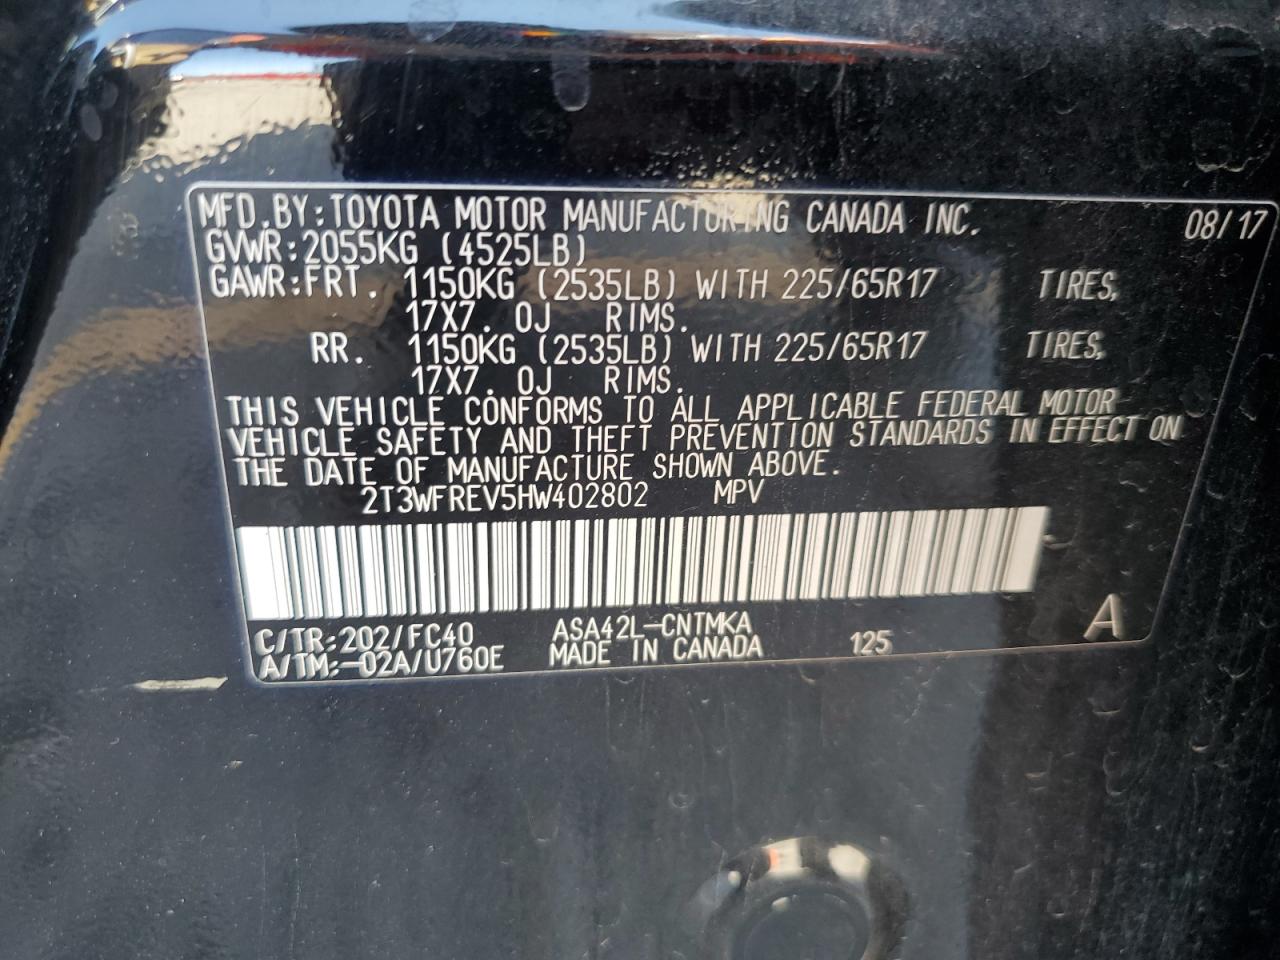 MFD.BY:TOYOTA MOTOR MANUFACTURING CANADA INC. 08/17
GVWR:2055KG (4525LB)
GAWR:FRT. 1150KG (2535LB) WITH 225/65R17 TIRES,
17X7. 0J RIMS.
RR. 1150KG (2535LB) WITH 225/65R17 TIRES,
17X7. 0J RIMS.
THIS VEHICLE CONFORMS TO ALL APPLICABLE FEDERAL MOTOR
VEHICLE SAFETY AND THEFT PREVENTION STANDARDS IN EFFECT ON
THE DATE OF MANUFACTURE SHOWN ABOVE.
2T3WFREV5HW402802 MPV
C/TR:202/FC40 ASA42L-CNTMKA 125 A
A/TM:-02A/U760E MADE IN CANADA